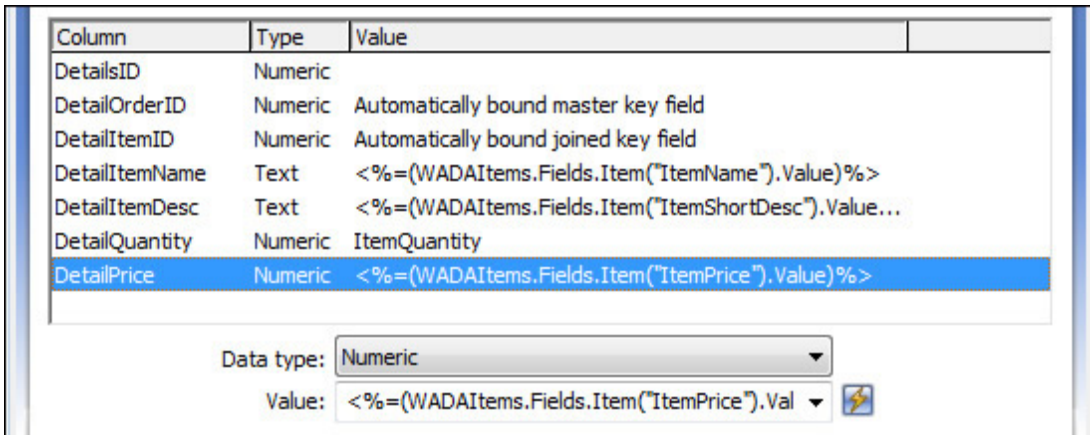 Column Type Value
DetailsID Numeric
DetailOrderID Numeric Automatically bound master key field
DetailItemID Numeric Automatically bound joined key field
DetailItemName Text <%=(WADAItems.Fields.Item("ItemName").Value)%>
DetailItemDesc Text <%=(WADAItems.Fields.Item("ItemShortDesc").Value...
DetailQuantity Numeric ItemQuantity
DetailPrice Numeric <%=(WADAItems.Fields.Item("ItemPrice").Value)%>
Data type: Numeric
Value: <%=(WADAItems.Fields.Item("ItemPrice").Val